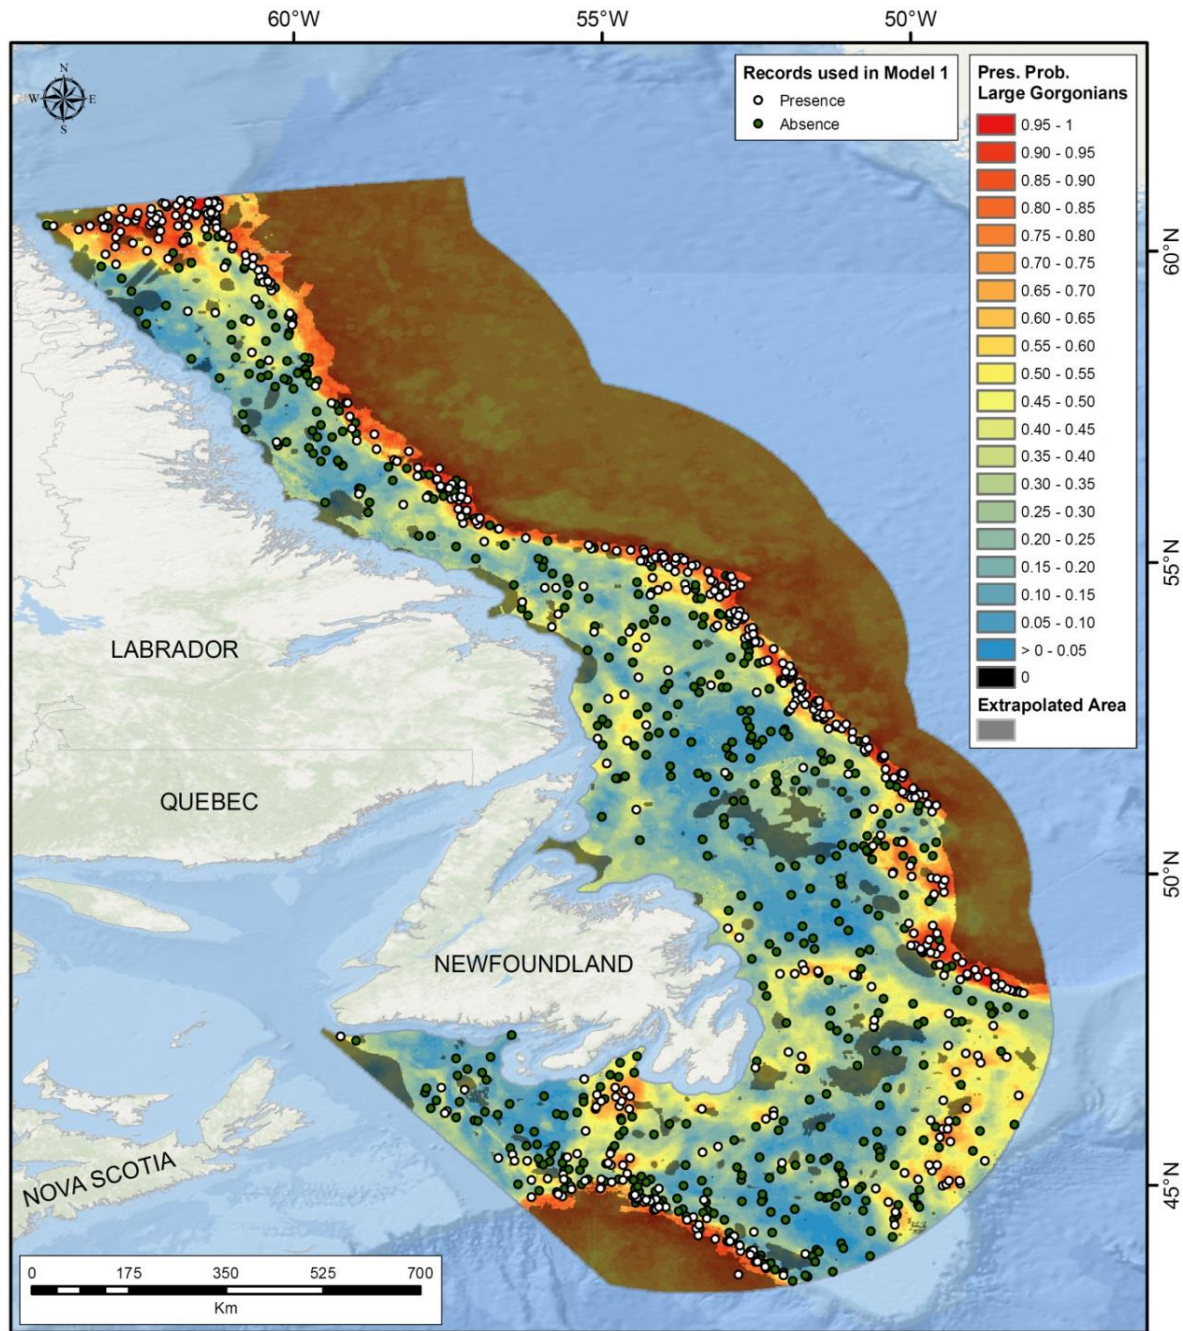 60°W 55°W 50°W
N
W E
S
Records used in Model 1
Presence
Absence
Pres. Prob.
Large Gorgonians
0.95 - 1
0.90 - 0.95
0.85 - 0.90
0.80 - 0.85
0.75 - 0.80
0.70 - 0.75
0.65 - 0.70
0.60 - 0.65
0.55 - 0.60
0.50 - 0.55
0.45 - 0.50
0.40 - 0.45
0.35 - 0.40
0.30 - 0.35
0.25 - 0.30
0.20 - 0.25
0.15 - 0.20
0.10 - 0.15
0.05 - 0.10
> 0 - 0.05
0
Extrapolated Area
60°N
55°N
50°N
45°N
LABRADOR
QUEBEC
NEWFOUNDLAND
NOVA SCOTIA
0 175 350 525 700
Km